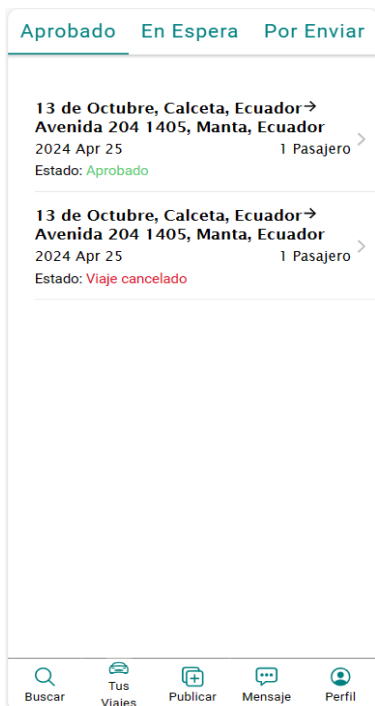 Aprobado En Espera Por Enviar
13 de Octubre, Calceta, Ecuador→
Avenida 204 1405, Manta, Ecuador
2024 Apr 25 1 Pasajero
Estado: Aprobado
13 de Octubre, Calceta, Ecuador→
Avenida 204 1405, Manta, Ecuador
2024 Apr 25 1 Pasajero
Estado: Viaje cancelado
Buscar Tus Viajes Publicar Mensaje Perfil